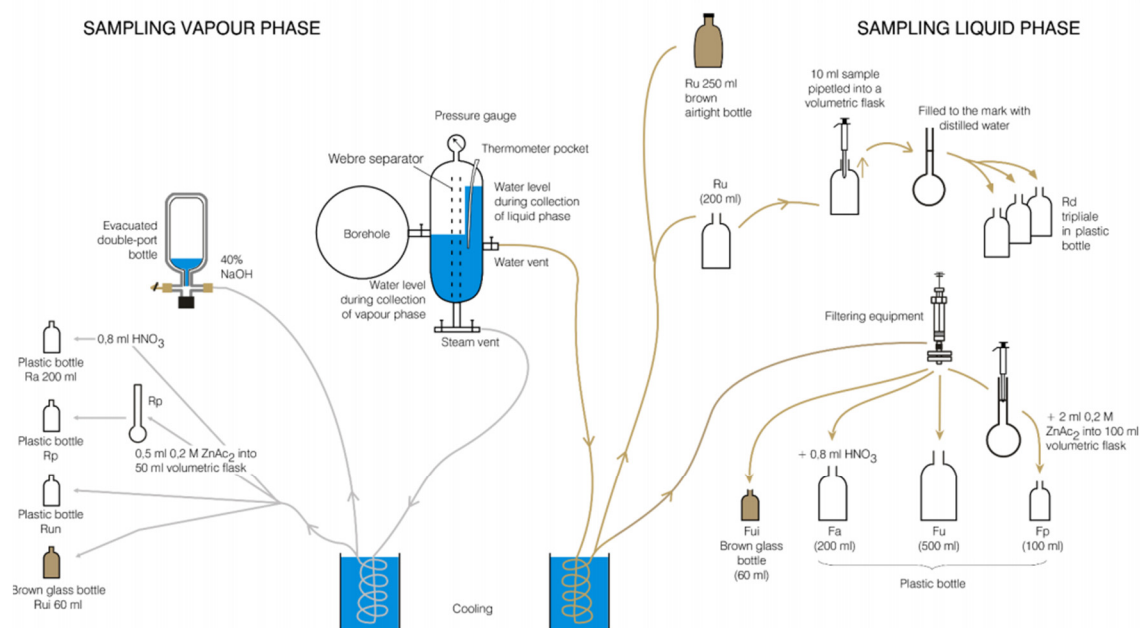 SAMPLING VAPOUR PHASE
SAMPLING LIQUID PHASE
Ru 250 ml
brown
airtight bottle
10 ml sample
pipetled into a
volumetric flask
Filled to the mark with
distilled water
Pressure gauge
Webre separator
Thermometer pocket
Water level
during collection
of liquid phase
Borehole
Water vent
Water level
during collection
of vapour phase
Steam vent
Evacuated
double-port
bottle
40%
NaOH
Ru
(200 ml)
Rd
tripliale
in plastic
bottle
Filtering equipment
0,8 ml HNO3
Plastic bottle
Ra 200 ml
Rp
Plastic bottle
Rp
0,5 ml 0,2 M ZnAc2 into
50 ml volumetric flask
Plastic bottle
Run
Brown glass bottle
Rui 60 ml
Cooling
+ 2 ml 0,2 M
ZnAc2 into 100 ml
volumetric flask
+ 0,8 ml HNO3
Fui
Brown glass
bottle
(60 ml)
Fa
(200 ml)
Fu
(500 ml)
Fp
(100 ml)
Plastic bottle